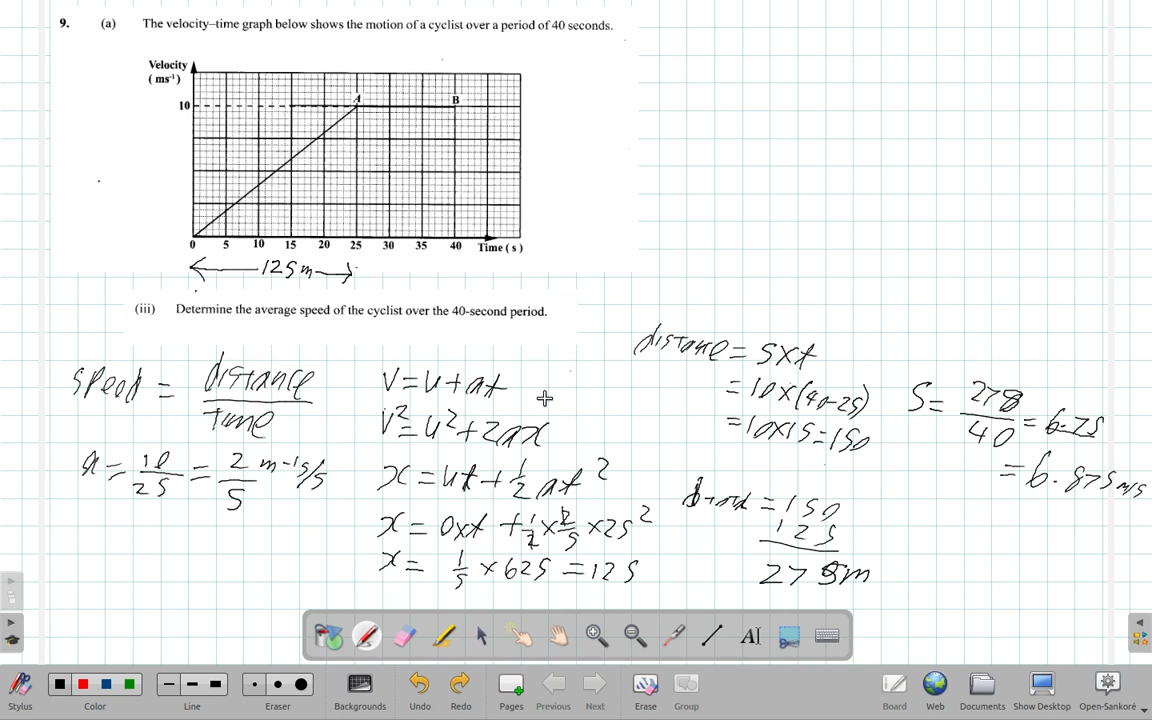 9. (a) The velocity–time graph below shows the motion of a cyclist over a period of 40 seconds.
Velocity
( ms⁻¹)
10
A
B
0 5 10 15 20 25 30 35 40 Time ( s )
125m
(iii) Determine the average speed of the cyclist over the 40-second period.
speed = distance / time
a = 10 / 25 = 2 / 5 m⁻¹s/s
v = u + at
v² = u² + 2ax
x = ut + 1/2 at²
x = 0xt + 1/2 x 2/5 x 25²
x = 1/5 x 625 = 125
distance = s x t
= 10 x (40-25)
= 10x15 = 150
= 150
125
275m
S = 275 / 40 = 6.75
= 6.875 m/s
Stylus Color Line Eraser Backgrounds Undo Redo Pages Previous Next Erase Group Board Web Documents Show Desktop Open-Sankoré